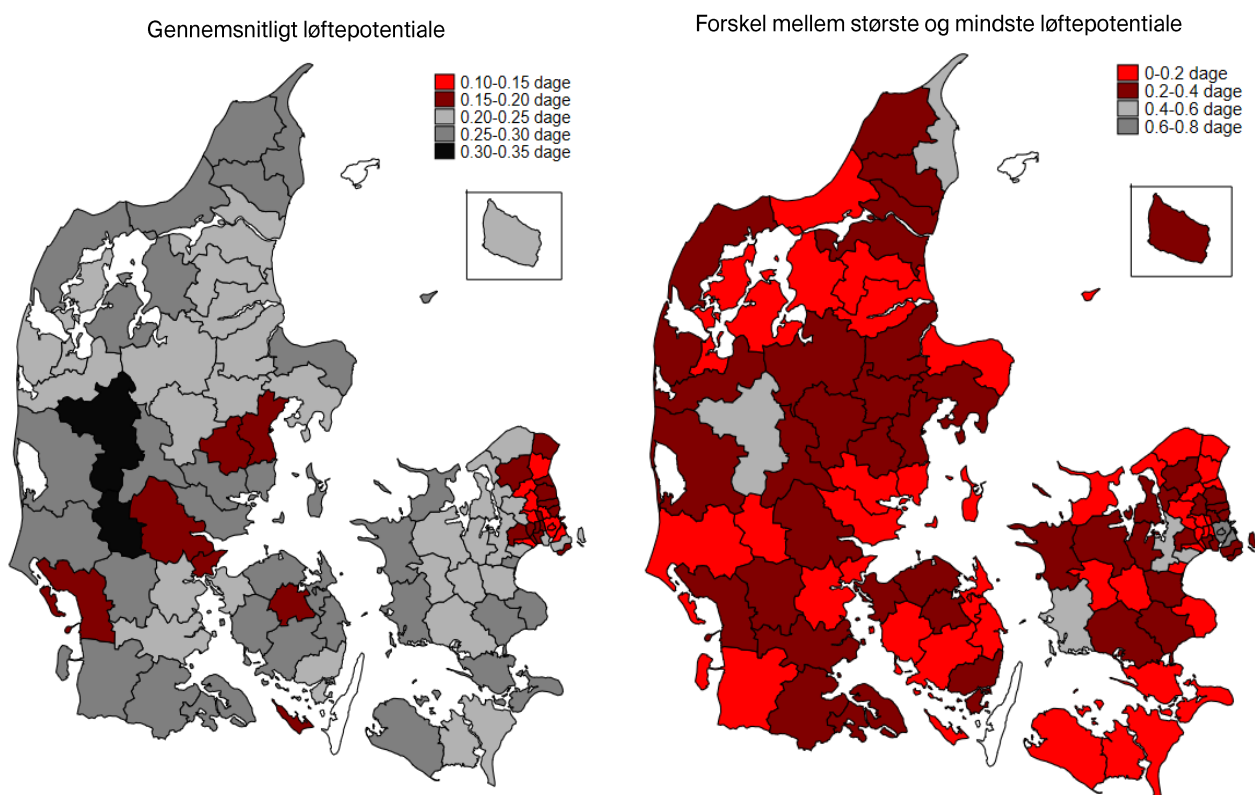 Gennemsnitligt løftepotentiale
0.10-0.15 dage
0.15-0.20 dage
0.20-0.25 dage
0.25-0.30 dage
0.30-0.35 dage
Forskel mellem største og mindste løftepotentiale
0-0.2 dage
0.2-0.4 dage
0.4-0.6 dage
0.6-0.8 dage